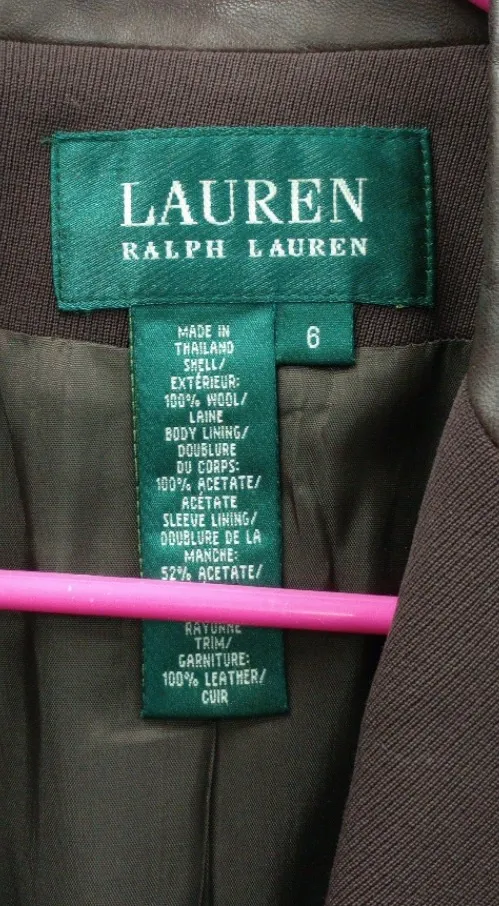 LAUREN
RALPH LAUREN
6
MADE IN
THAILAND
SHELL/
EXTÉRIEUR:
100% WOOL/
LAINE
BODY LINING/
DOUBLURE
DU CORPS:
100% ACETATE/
ACÉTATE
SLEEVE LINING/
DOUBLURE DE LA
MANCHE:
52% ACETATE/
RAYONNE
TRIM/
GARNITURE:
100% LEATHER/
CUIR